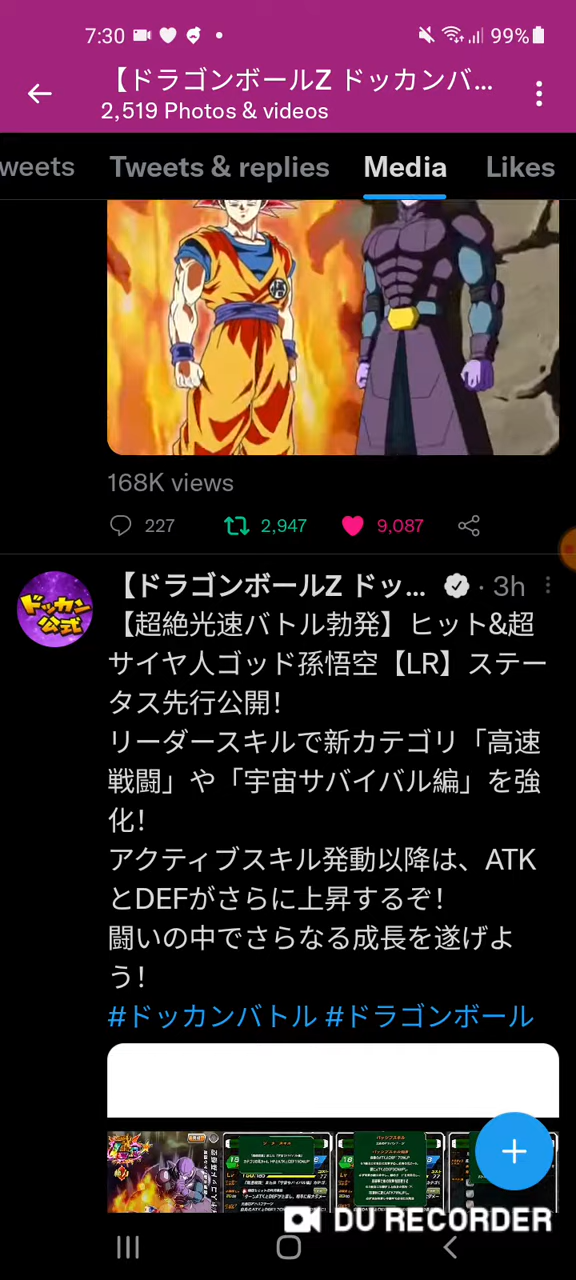 7:30
99%
【ドラゴンボールZ ドッカンバ...
2,519 Photos & videos
weets
Tweets & replies
Media
Likes
悟
168K views
227
2,947
9,087
ドッカン
公式
【ドラゴンボールZ ドッ... · 3h
【超絶光速バトル勃発】ヒット&超
サイヤ人ゴッド孫悟空【LR】ステー
タス先行公開！
リーダースキルで新カテゴリ「高速
戦闘」や「宇宙サバイバル編」を強
化！
アクティブスキル発動以降は、ATK
とDEFがさらに上昇するぞ！
闘いの中でさらなる成長を遂げよ
う！
#ドッカンバトル #ドラゴンボール
DU RECORDER